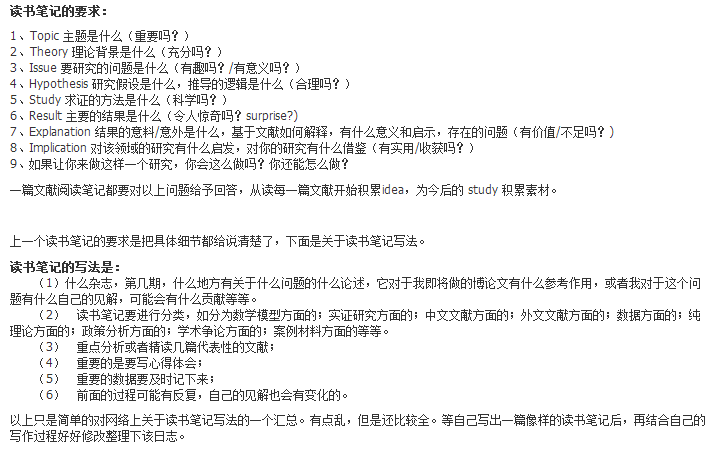 读书笔记的要求：
1、Topic 主题是什么（重要吗？）
2、Theory 理论背景是什么（充分吗？）
3、Issue 要研究的问题是什么（有趣吗？/有意义吗？）
4、Hypothesis 研究假设是什么，推导的逻辑是什么（合理吗？）
5、Study 求证的方法是什么（科学吗？）
6、Result 主要的结果是什么（令人惊奇吗？surprise?）
7、Explanation 结果的意料/意外是什么，基于文献如何解释，有什么意义和启示，存在的问题（有价值/不足吗？）
8、Implication 对该领域的研究有什么启发，对你的研究有什么借鉴（有实用/收获吗？）
9、如果让你来做这样一个研究，你会这么做吗？你还能怎么做？
一篇文献阅读笔记都要对以上问题给予回答，从读每一篇文献开始积累idea，为今后的 study 积累素材。
上一个读书笔记的要求是把具体细节都给说清楚了，下面是关于读书笔记写法。
读书笔记的写法是：
（1）什么杂志，第几期，什么地方有关于什么问题的什么论述，它对于我即将做的博论文有什么参考作用，或者我对于这个问
题有什么自己的见解，可能会有什么贡献等等。
（2） 读书笔记要进行分类，如分为数学模型方面的；实证研究方面的；中文文献方面的；外文文献方面的；数据方面的；纯
理论方面的；政策分析方面的；学术争论方面的；案例材料方面的等等。
（3） 重点分析或者精读几篇代表性的文献；
（4） 重要的是要写心得体会；
（5） 重要的数据要及时记下来；
（6） 前面的过程可能有反复，自己的见解也会有变化的。
以上只是简单的对网络上关于读书笔记写法的一个汇总。有点乱，但是还比较全。等自己写出一篇像样的读书笔记后，再结合自己的
写作过程好好修改整理下该日志。